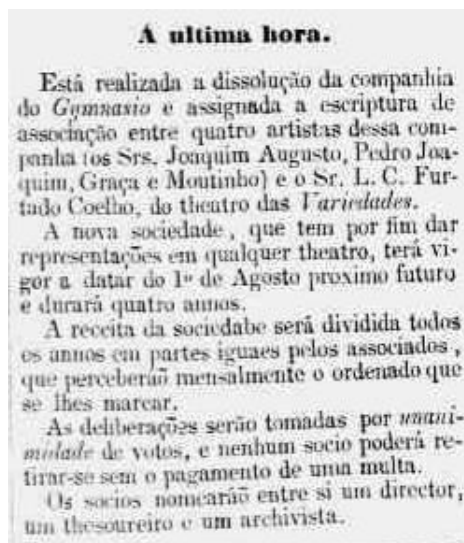 Á ultima hora.
Está realizada a dissolução da companhia
do Gymnasio e assignada a escriptura de
associação entre quatro artistas dessa com-
panha (os Srs. Joaquim Augusto, Pedro Joa-
quim, Graça e Moutinho) e o Sr. L. C. Fur-
tado Coelho, do theatro das Variedades.
A nova sociedade, que tem por fim dar
representações em qualquer theatro, terá vi-
gor a datar do 1º de Agosto proximo futuro
e durará quatro annos.
A receita da sociedabe será dividida todos
os annos em partes iguaes pelos associados,
que perceberaõ mensalmente o ordenado que
se lhes marcar.
As deliberações serão tomadas por unani-
midade de votos, e nenhum socio poderá re-
tirar-se sem o pagamento de uma multa.
Os socios nomearaõ entre si um director,
um thesoureiro e um archivista.